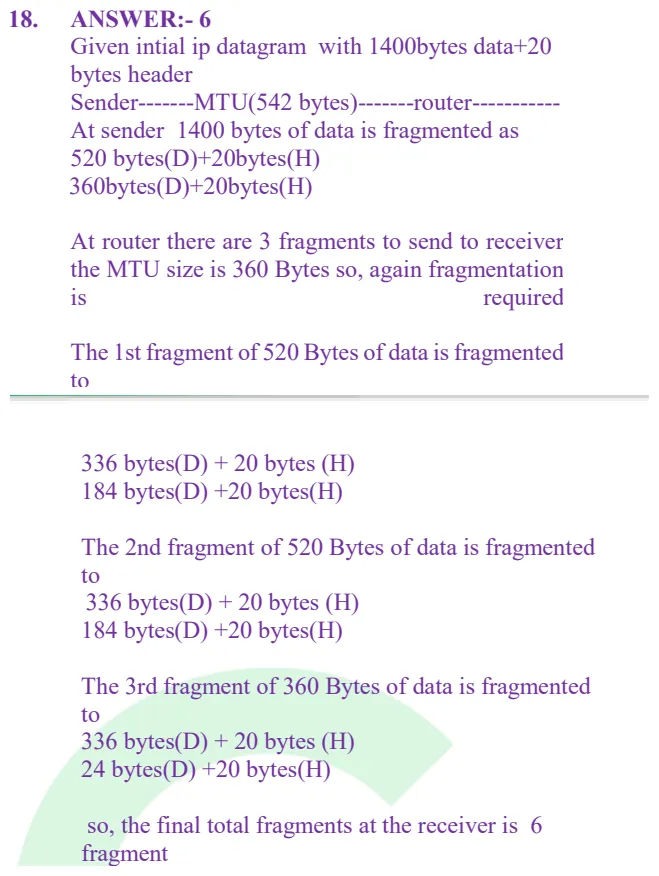 18. ANSWER:- 6
Given intial ip datagram with 1400bytes data+20
bytes header
Sender-------MTU(542 bytes)-------router-----------
At sender 1400 bytes of data is fragmented as
520 bytes(D)+20bytes(H)
360bytes(D)+20bytes(H)
At router there are 3 fragments to send to receiver
the MTU size is 360 Bytes so, again fragmentation
is required
The 1st fragment of 520 Bytes of data is fragmented
to
336 bytes(D) + 20 bytes (H)
184 bytes(D) +20 bytes(H)
The 2nd fragment of 520 Bytes of data is fragmented
to
336 bytes(D) + 20 bytes (H)
184 bytes(D) +20 bytes(H)
The 3rd fragment of 360 Bytes of data is fragmented
to
336 bytes(D) + 20 bytes (H)
24 bytes(D) +20 bytes(H)
so, the final total fragments at the receiver is 6
fragment